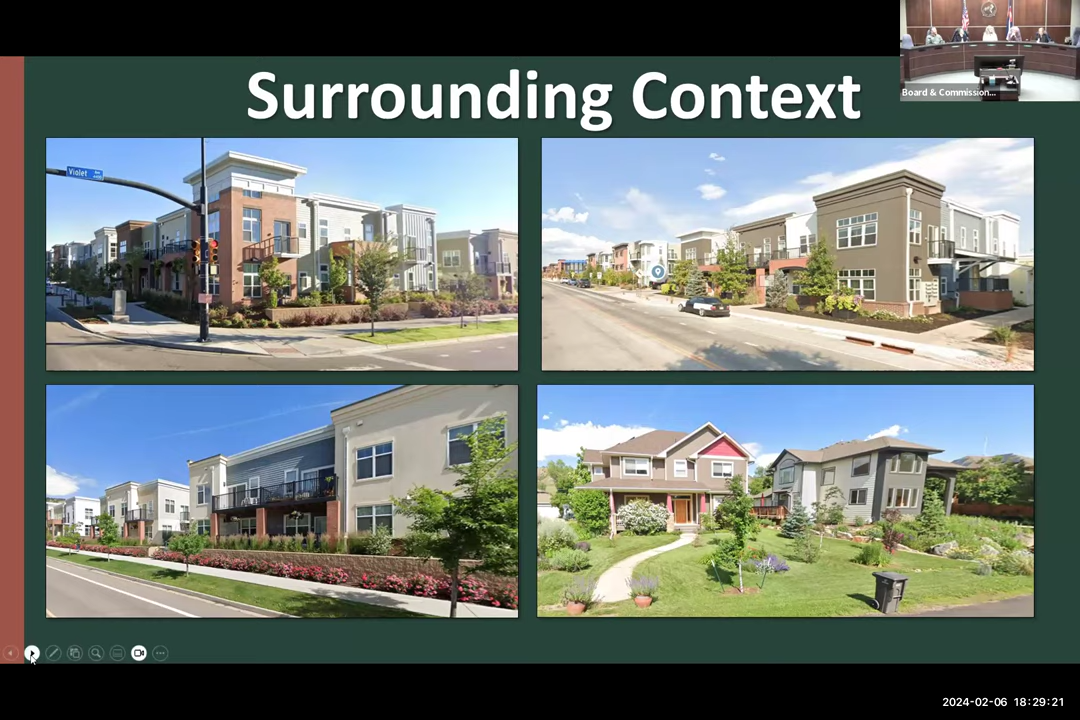 Surrounding Context
Board & Commission...
Violet
2024-02-06 18:29:21